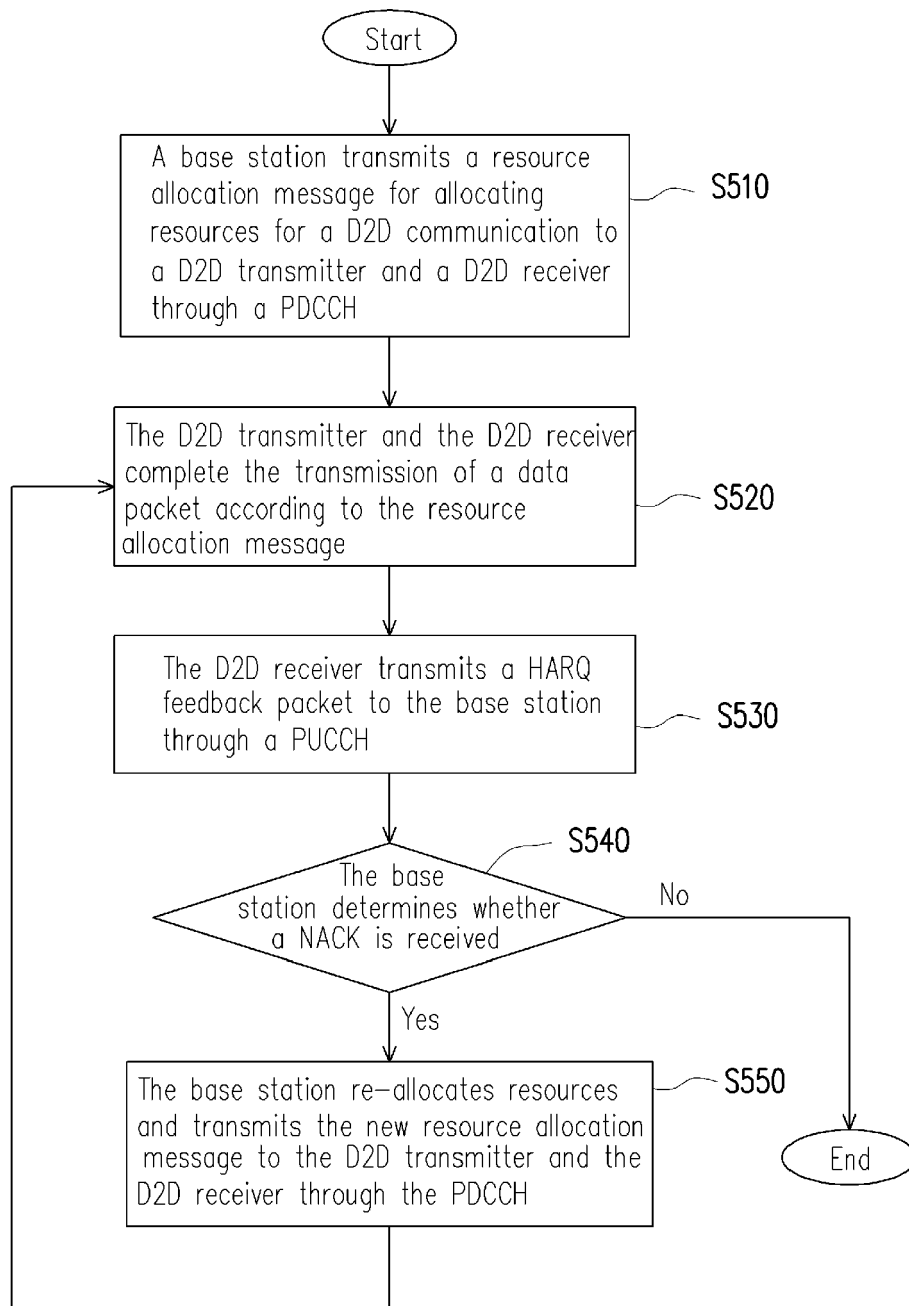 Start
A base station transmits a resource
allocation message for allocating
resources for a D2D communication to
a D2D transmitter and a D2D receiver
through a PDCCH
S510
The D2D transmitter and the D2D receiver
complete the transmission of a data
packet according to the resource
allocation message
S520
The D2D receiver transmits a HARQ
feedback packet to the base station
through a PUCCH
S530
S540
The base
station determines whether
a NACK is received
No
Yes
The base station re-allocates resources
and transmits the new resource allocation
message to the D2D transmitter and the
D2D receiver through the PDCCH
S550
End